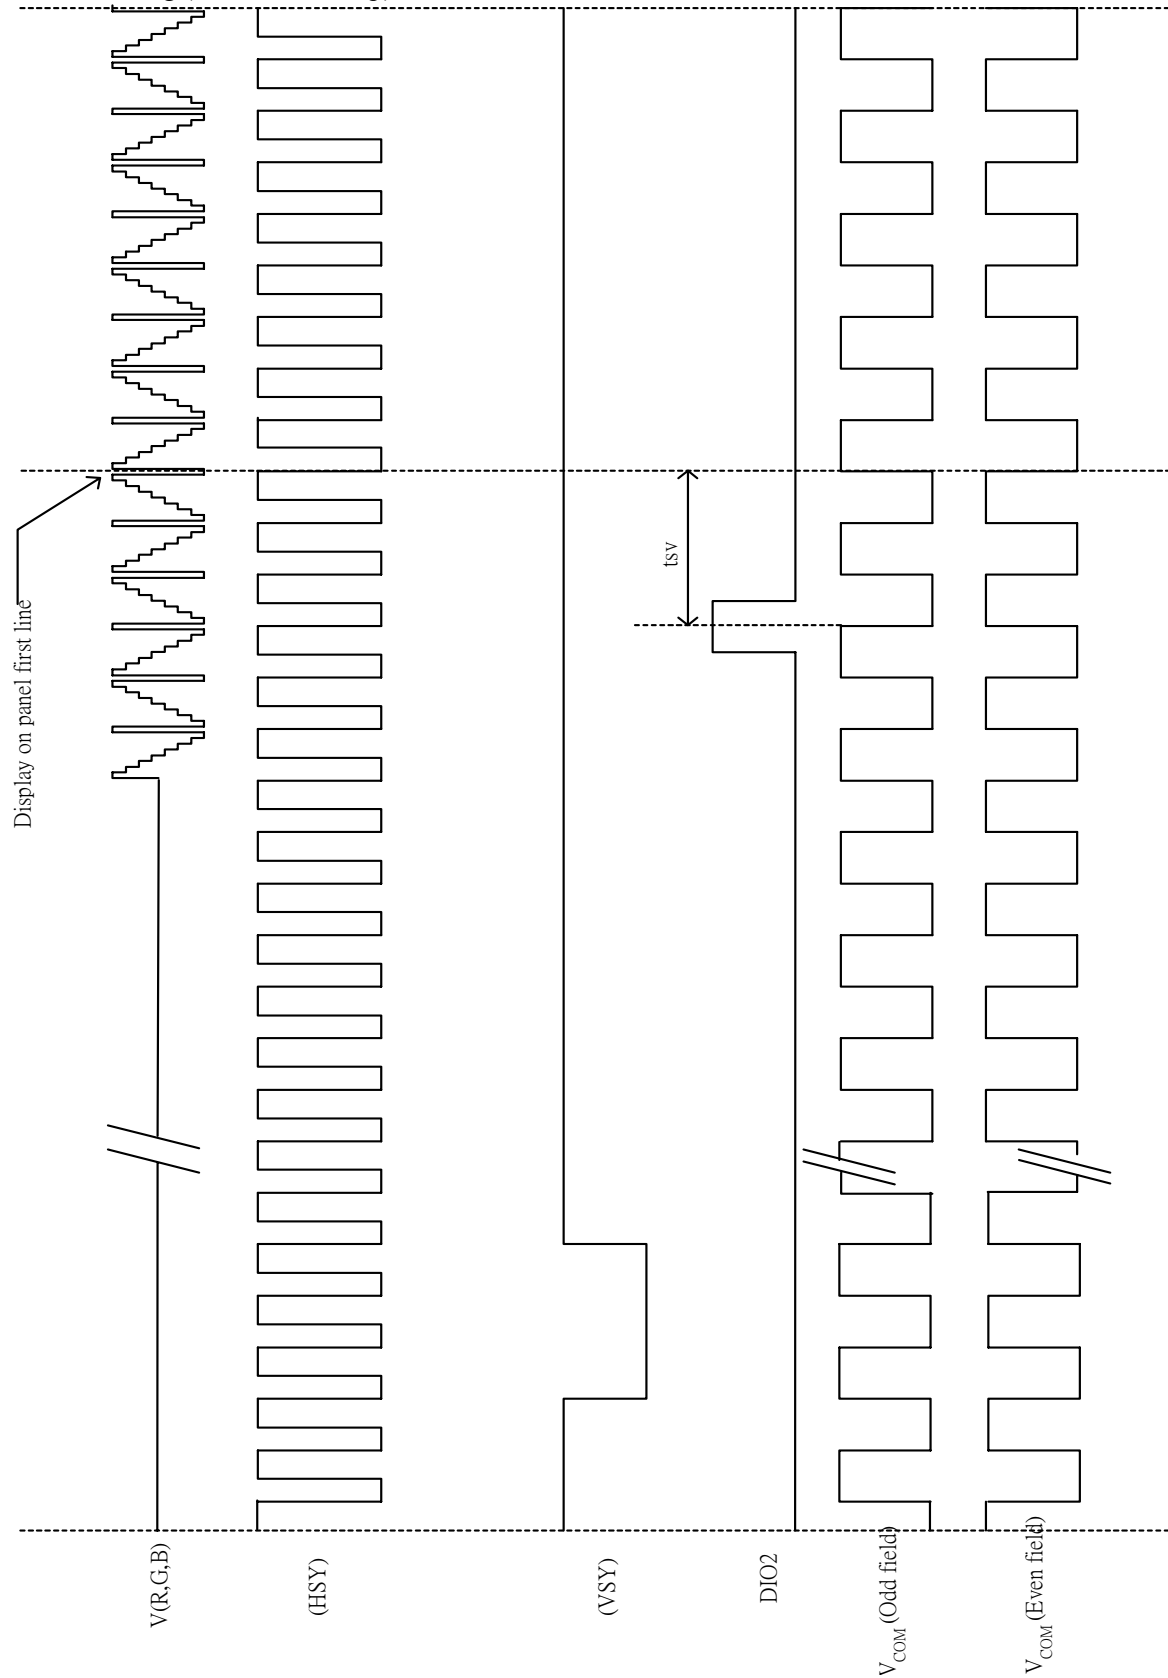 Display on panel first line
tsv
V(R,G,B)
(HSY)
(VSY)
DIO2
VCOM (Odd field)
VCOM (Even field)